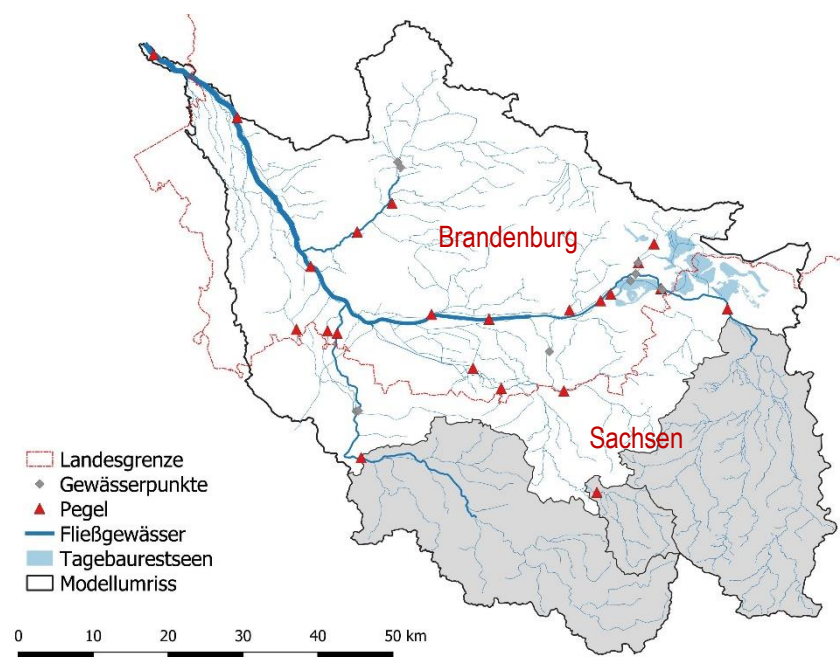 Brandenburg
Sachsen
Landesgrenze
Gewässerpunkte
Pegel
Fließgewässer
Tagebaurestseen
Modellumriss
0 10 20 30 40 50 km